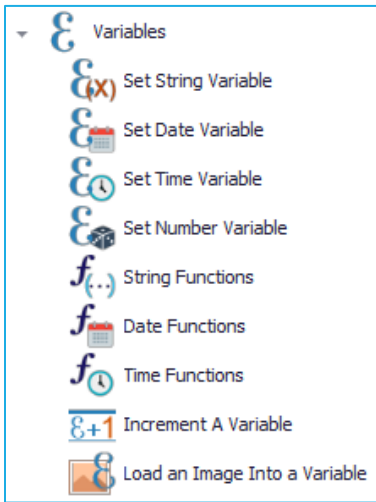 Variables
Set String Variable
Set Date Variable
Set Time Variable
Set Number Variable
String Functions
Date Functions
Time Functions
Increment A Variable
Load an Image Into a Variable